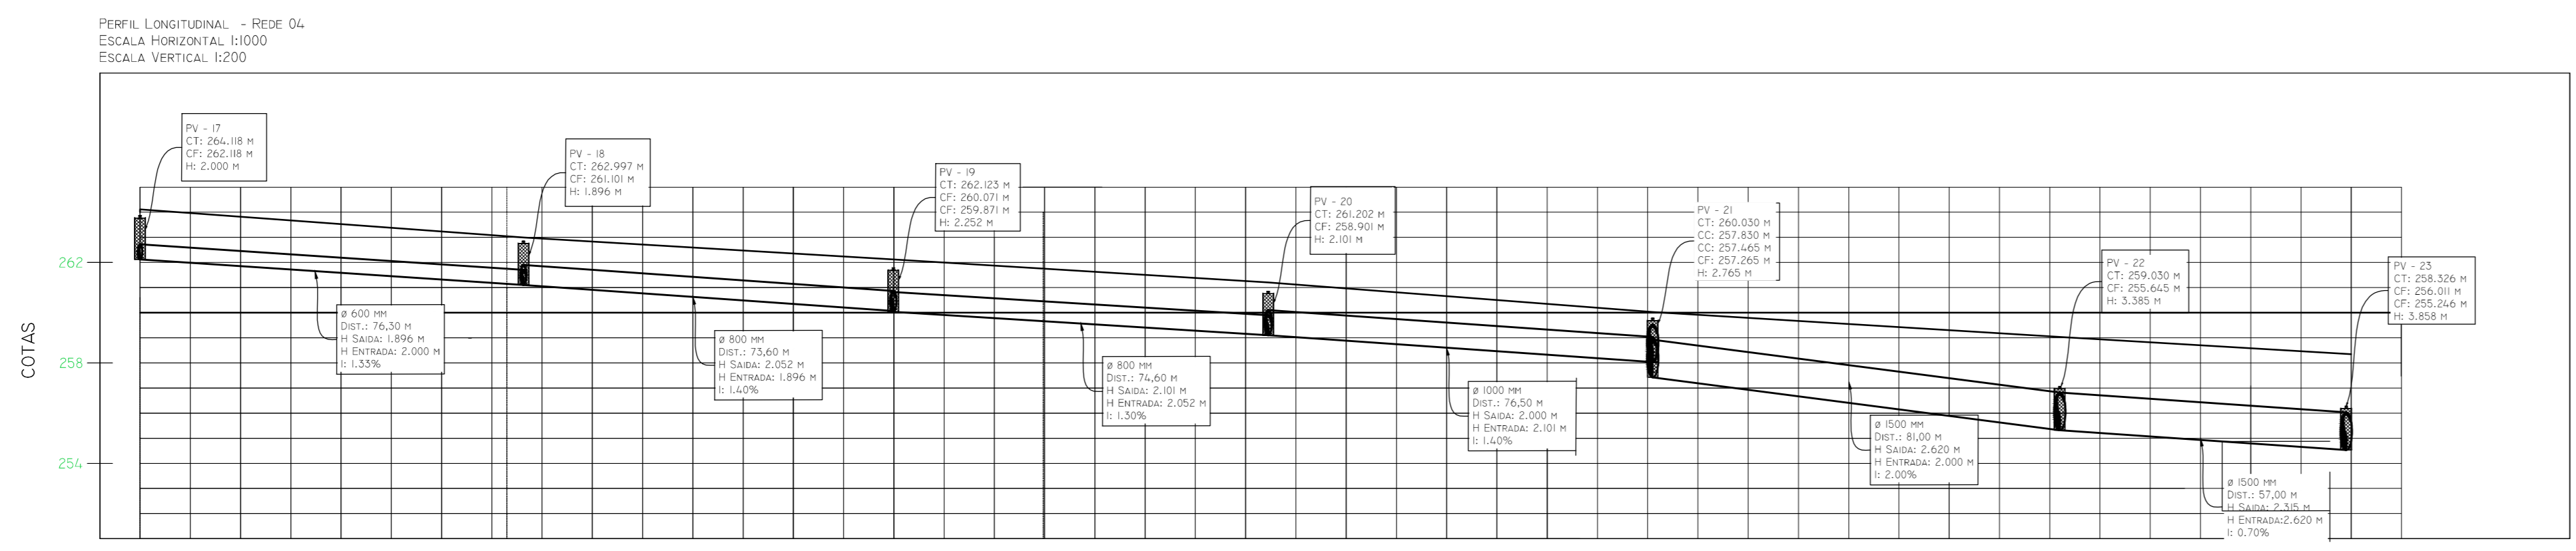 Perfil Longitudinal - Rede 04
Escala Horizontal 1:1000
Escala Vertical 1:200
PV - 17
CT: 264.118 m
CF: 262.118 m
H: 2.000 m
PV - 18
CT: 262.997 m
CF: 261.101 m
H: 1.896 m
PV - 19
CT: 262.123 m
CF: 260.071 m
CF: 259.871 m
H: 2.252 m
PV - 20
CT: 261.202 m
CF: 258.901 m
H: 2.101 m
PV - 21
CT: 260.030 m
CC: 257.830 m
CC: 257.465 m
CF: 257.265 m
H: 2.765 m
PV - 22
CT: 259.030 m
CF: 255.645 m
H: 3.385 m
PV - 23
CT: 258.326 m
CF: 256.011 m
CF: 255.246 m
H: 3.858 m
COTAS
262
258
254
ø 600 mm
Dist.: 76,30 m
H Saida: 1.896 m
H Entrada: 2.000 m
I: 1.33%
ø 800 mm
Dist.: 73,60 m
H Saida: 2.052 m
H Entrada: 1.896 m
I: 1.40%
ø 800 mm
Dist.: 74,60 m
H Saida: 2.101 m
H Entrada: 2.052 m
I: 1.30%
ø 1000 mm
Dist.: 76,50 m
H Saida: 2.000 m
H Entrada: 2.101 m
I: 1.40%
ø 1500 mm
Dist.: 81,00 m
H Saida: 2.620 m
H Entrada: 2.000 m
I: 2.00%
ø 1500 mm
Dist.: 57,00 m
H Saida: 2.315 m
H Entrada:2.620 m
I: 0.70%